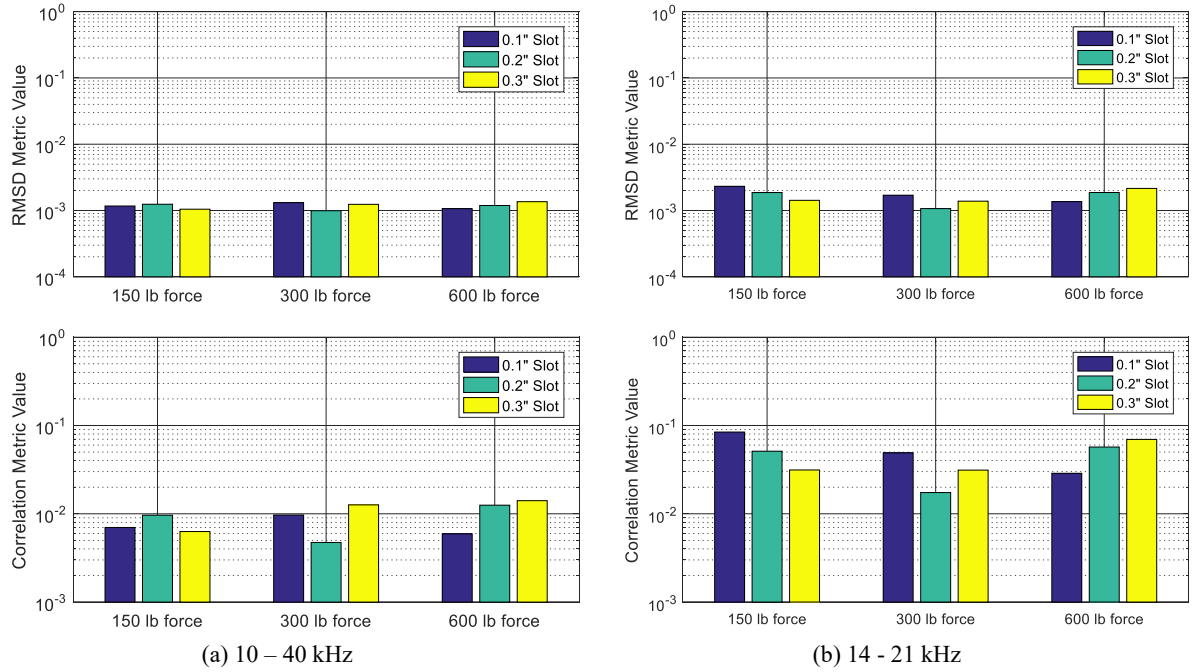 RMSD Metric Value
10^0
10^-1
10^-2
10^-3
10^-4
0.1" Slot
0.2" Slot
0.3" Slot
150 lb force 300 lb force 600 lb force
RMSD Metric Value
10^0
10^-1
10^-2
10^-3
10^-4
0.1" Slot
0.2" Slot
0.3" Slot
150 lb force 300 lb force 600 lb force
Correlation Metric Value
10^0
10^-1
10^-2
10^-3
0.1" Slot
0.2" Slot
0.3" Slot
150 lb force 300 lb force 600 lb force
Correlation Metric Value
10^0
10^-1
10^-2
10^-3
0.1" Slot
0.2" Slot
0.3" Slot
150 lb force 300 lb force 600 lb force
(a) 10 – 40 kHz
(b) 14 - 21 kHz